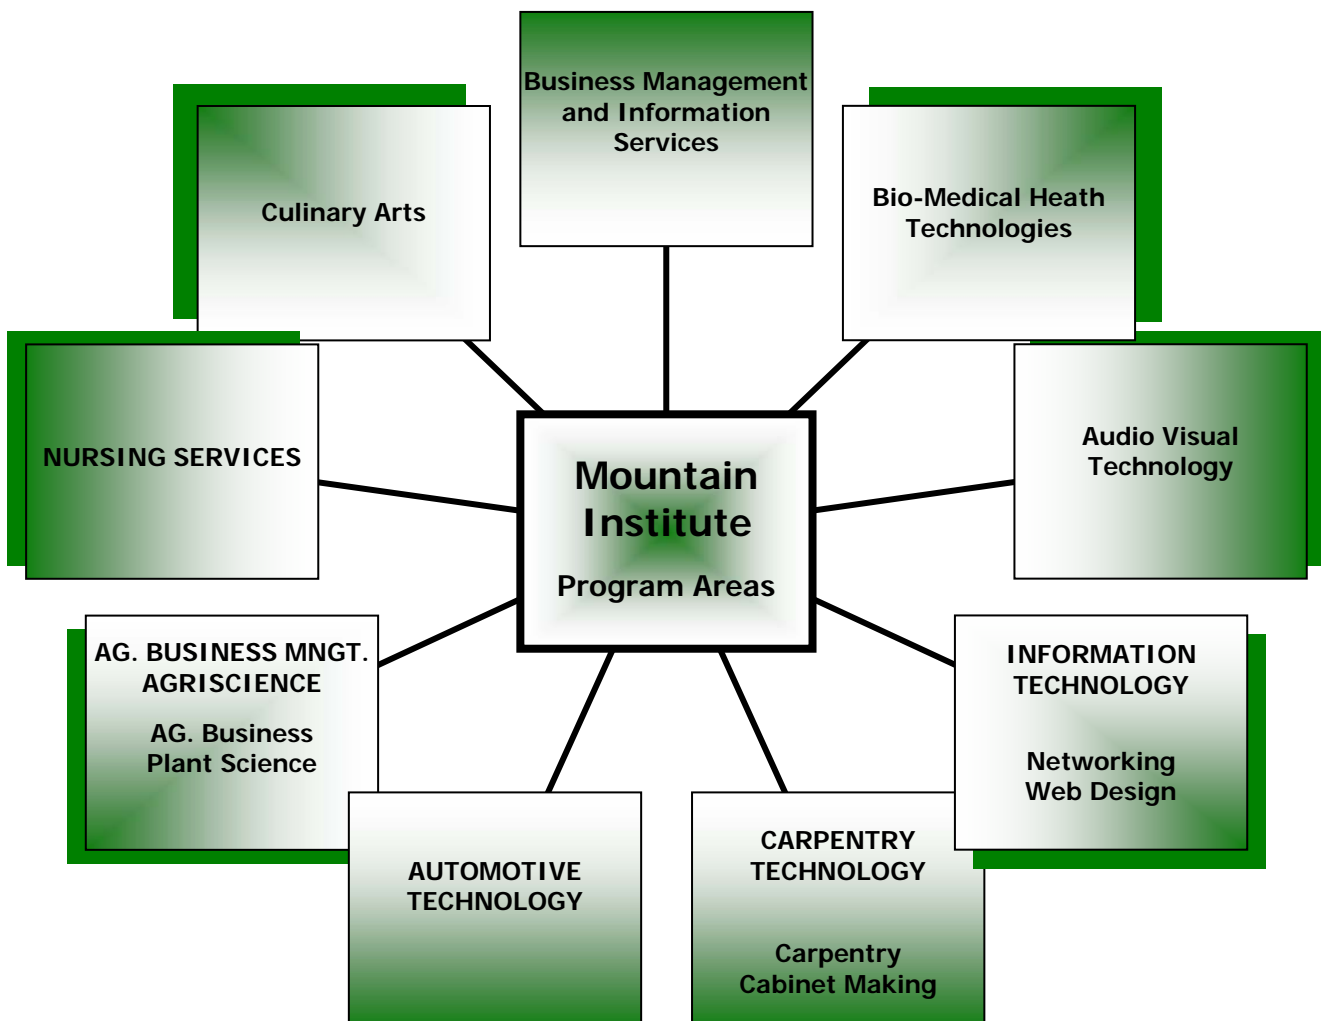 Business Management
and Information
Services
Culinary Arts
Bio-Medical Heath
Technologies
NURSING SERVICES
Audio Visual
Technology
Mountain
Institute
Program Areas
AG. BUSINESS MNGT.
AGRISCIENCE
AG. Business
Plant Science
INFORMATION
TECHNOLOGY
Networking
Web Design
AUTOMOTIVE
TECHNOLOGY
CARPENTRY
TECHNOLOGY
Carpentry
Cabinet Making